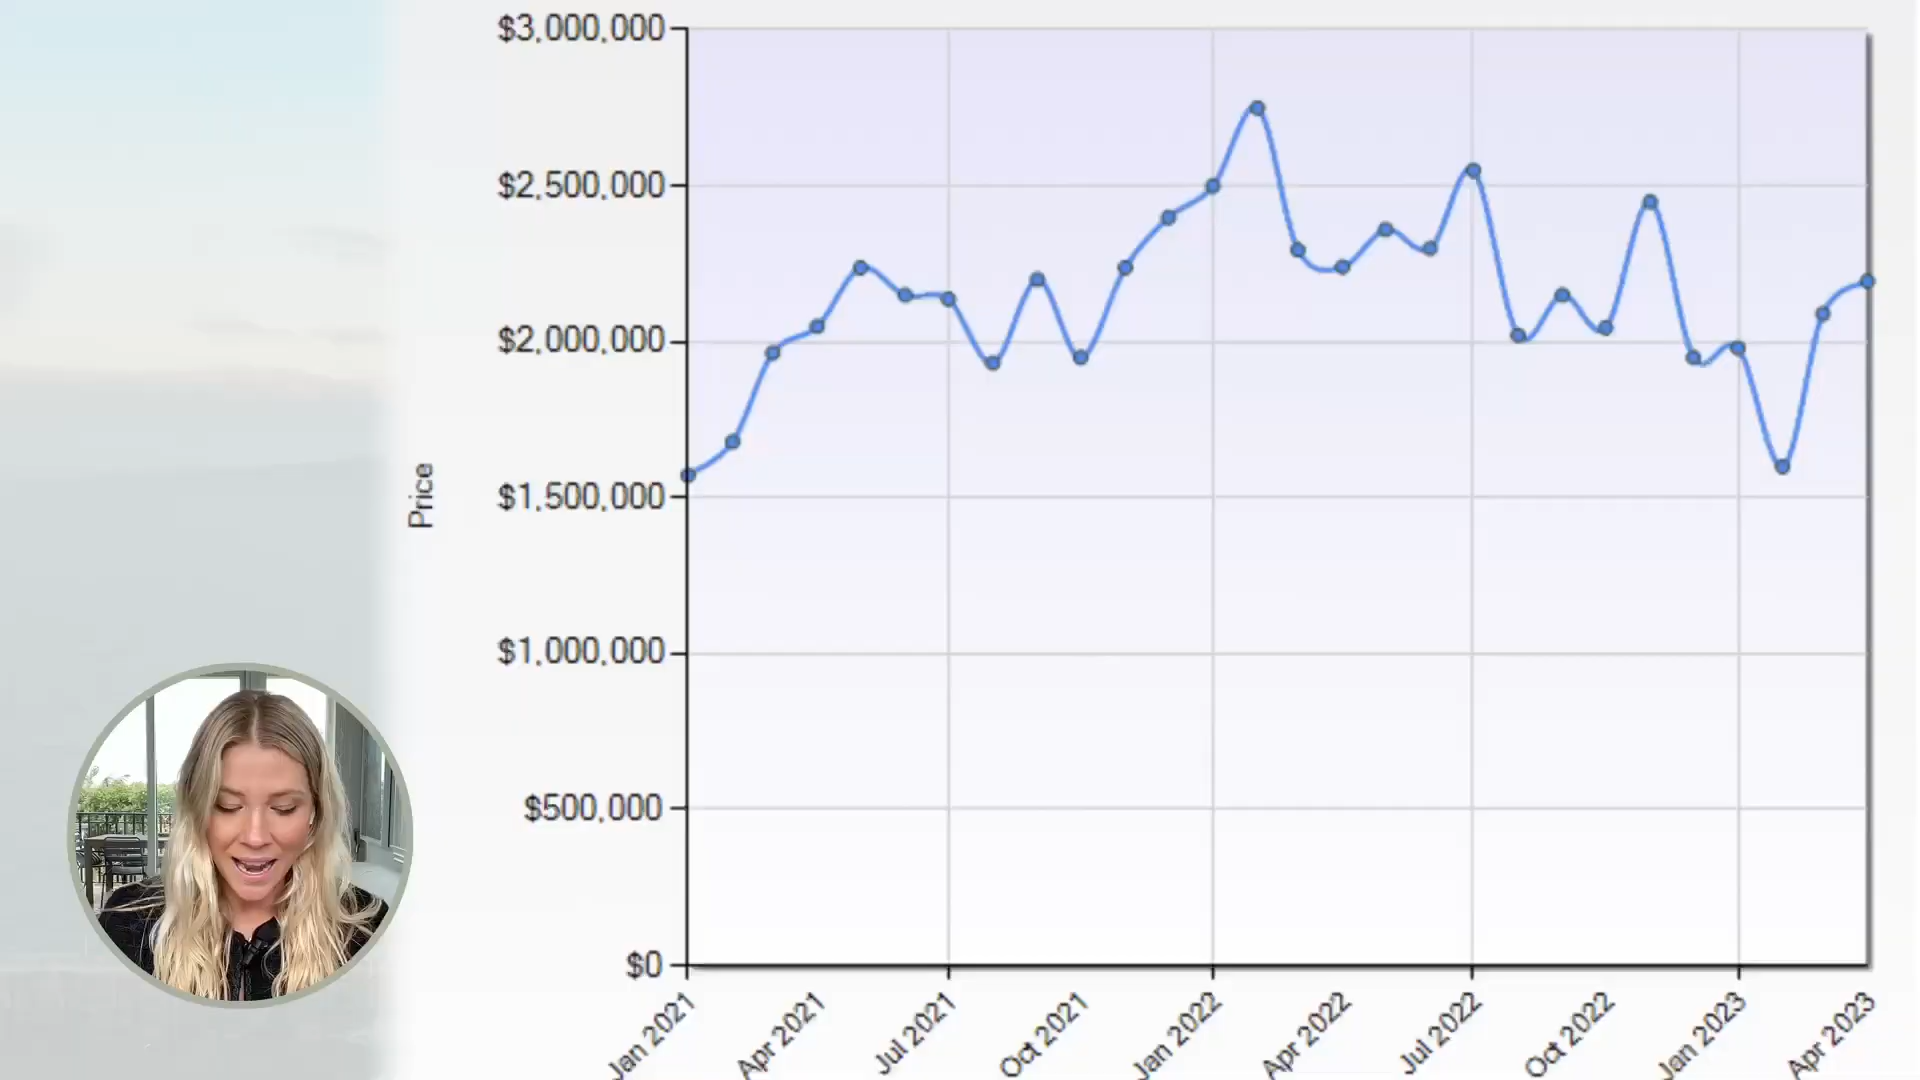 $3,000,000
$2,500,000
$2,000,000
$1,500,000
$1,000,000
$500,000
$0
Price
Jan 2021
Apr 2021
Jul 2021
Oct 2021
Jan 2022
Apr 2022
Jul 2022
Oct 2022
Jan 2023
Apr 2023